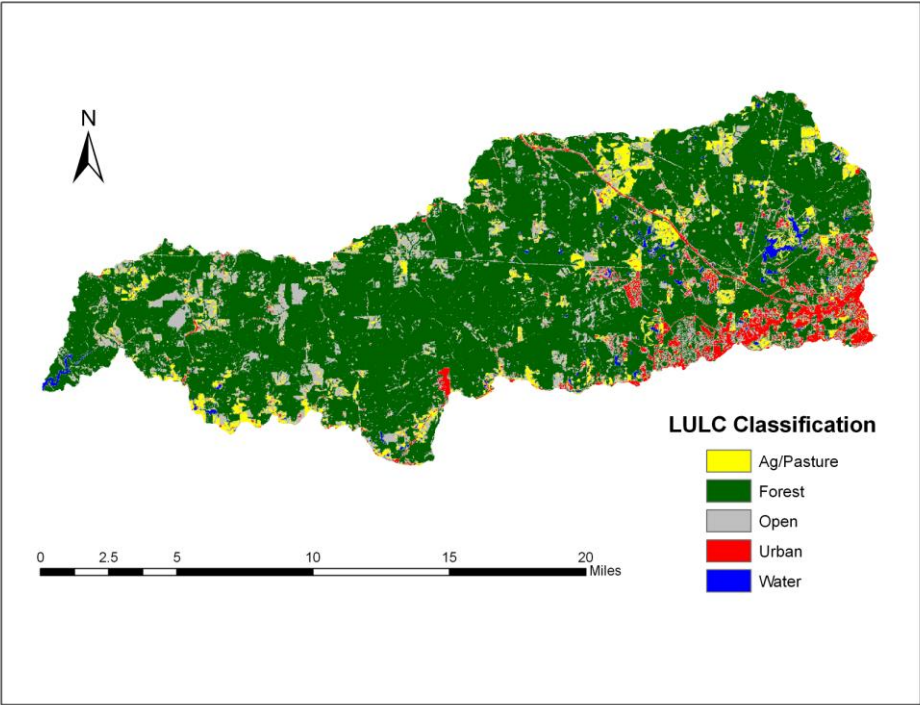 N
LULC Classification
Ag/Pasture
Forest
Open
Urban
Water
0 2.5 5 10 15 20
Miles